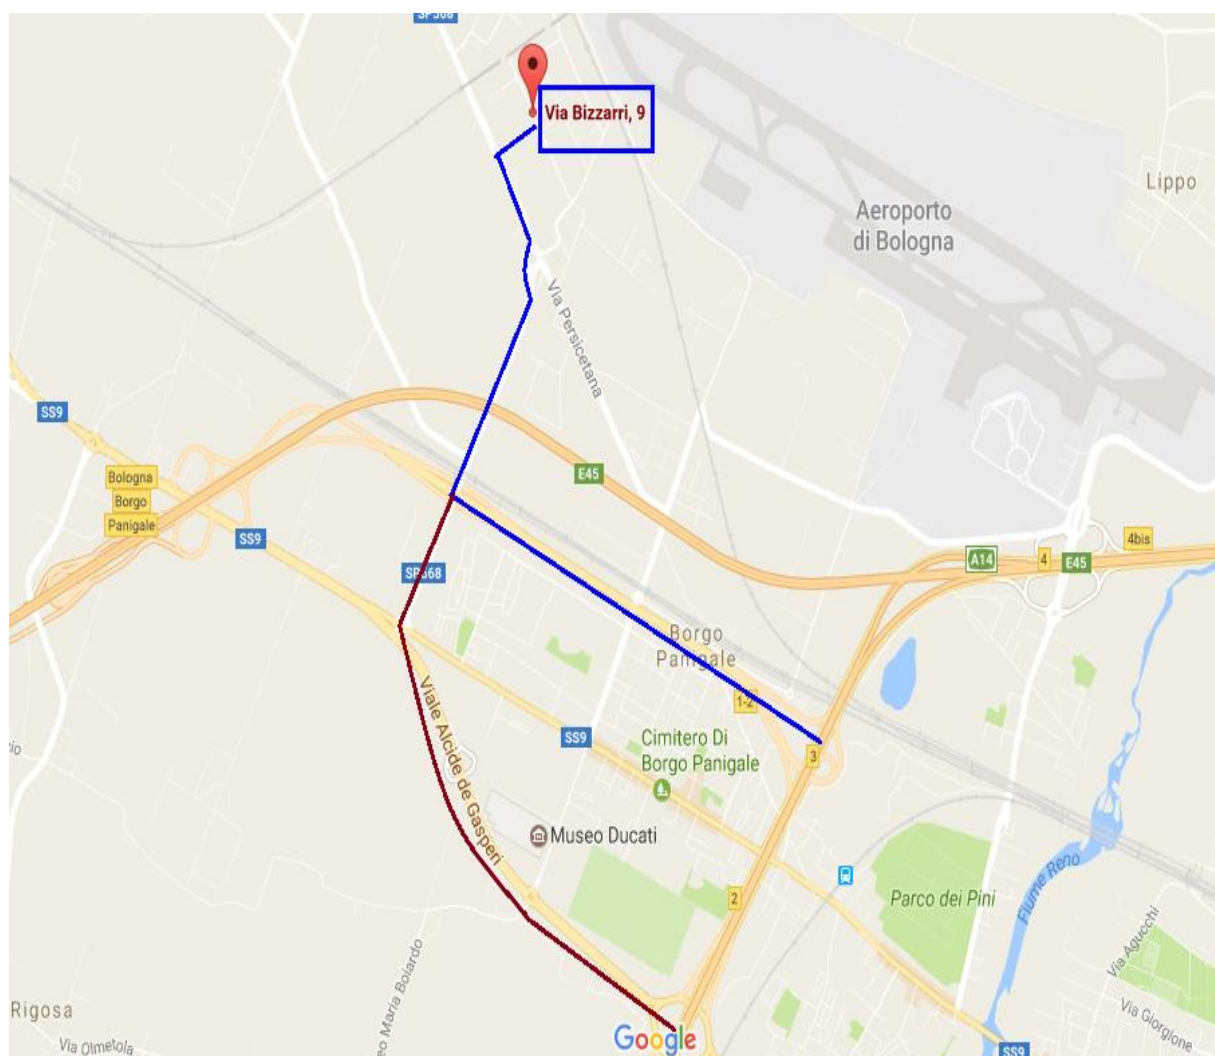 SP568
Via Bizzarri, 9
Lippo
Aeroporto
di Bologna
Via Persicetana
SS9
E45
Bologna
Borgo
Panigale
SS9
4bis
A14
4
E45
SP568
Borgo
Panigale
1-2
Viale Alcide de Gasperi
SS9
Cimitero Di
Borgo Panigale
3
Museo Ducati
2
Parco dei Pini
Fiume Reno
Via Agucchi
Rigosa
Maria Boiardo
Via Giorgione
Via Olmetola
Google
SS9